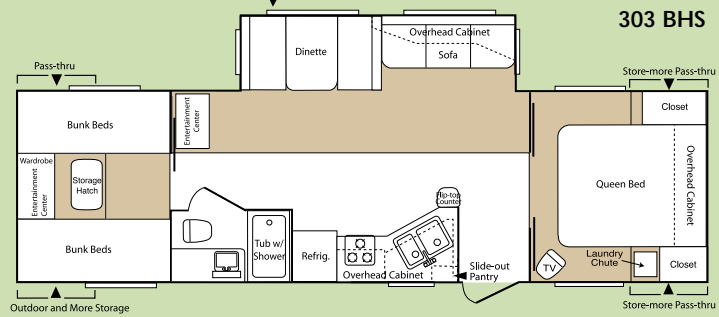 303 BHS
Pass-thru
Dinette
Overhead Cabinet
Sofa
Store-more Pass-thru
Bunk Beds
Entertainment
Center
Closet
Wardrobe
Entertainment
Center
Storage
Hatch
Queen Bed
Overhead Cabinet
Flip-top
Counter
Bunk Beds
Tub w/
Shower
Refrig.
Overhead Cabinet
Slide-out
Pantry
TV
Laundry
Chute
Closet
Outdoor and More Storage
Store-more Pass-thru